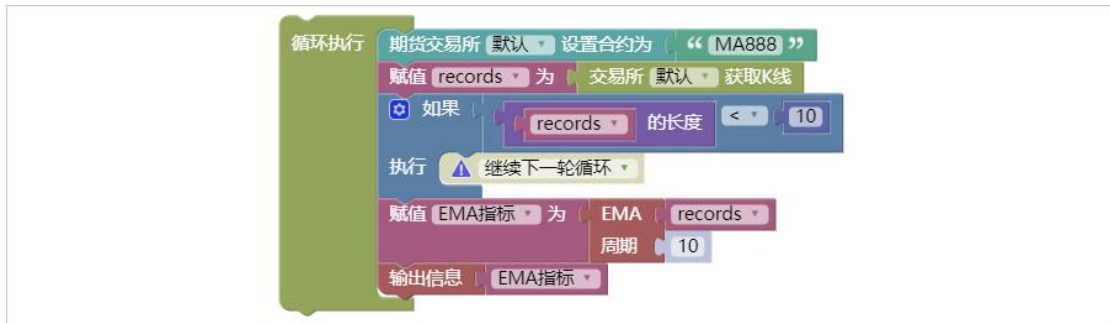 循环执行 期货交易所 默认 设置合约为 “ MA888 ”
赋值 records 为 交易所 默认 获取K线
如果 records 的长度 < 10
执行 继续下一轮循环
赋值 EMA指标 为 EMA records
周期 10
输出信息 EMA指标